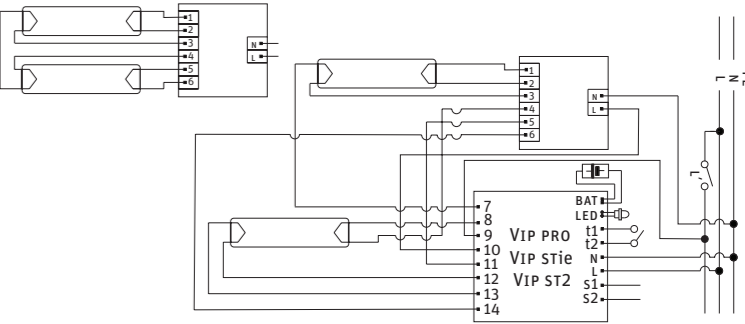 1
2
3
4
5
6
N
L
1
2
3
4
5
6
N
L
L N L
L'
7
8
9
10
11
12
13
14
VIP PRO
VIP STie
VIP ST2
BAT
LED
t1
t2
N
L
S1
S2